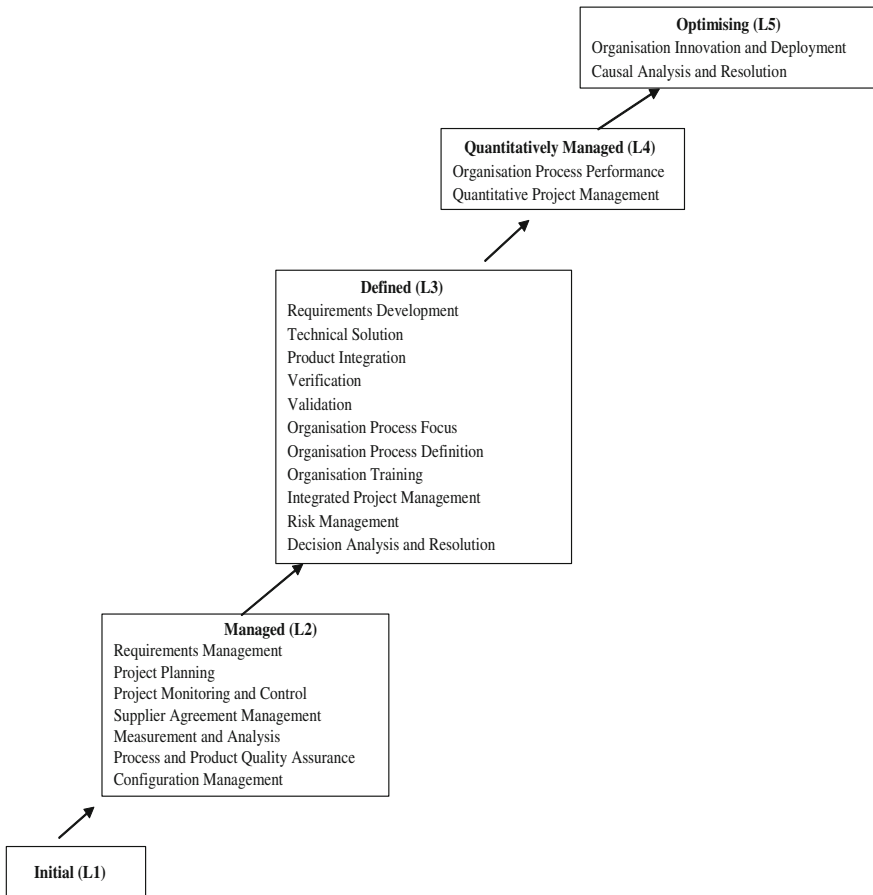 Optimising (L5)
Organisation Innovation and Deployment
Causal Analysis and Resolution
Quantitatively Managed (L4)
Organisation Process Performance
Quantitative Project Management
Defined (L3)
Requirements Development
Technical Solution
Product Integration
Verification
Validation
Organisation Process Focus
Organisation Process Definition
Organisation Training
Integrated Project Management
Risk Management
Decision Analysis and Resolution
Managed (L2)
Requirements Management
Project Planning
Project Monitoring and Control
Supplier Agreement Management
Measurement and Analysis
Process and Product Quality Assurance
Configuration Management
Initial (L1)